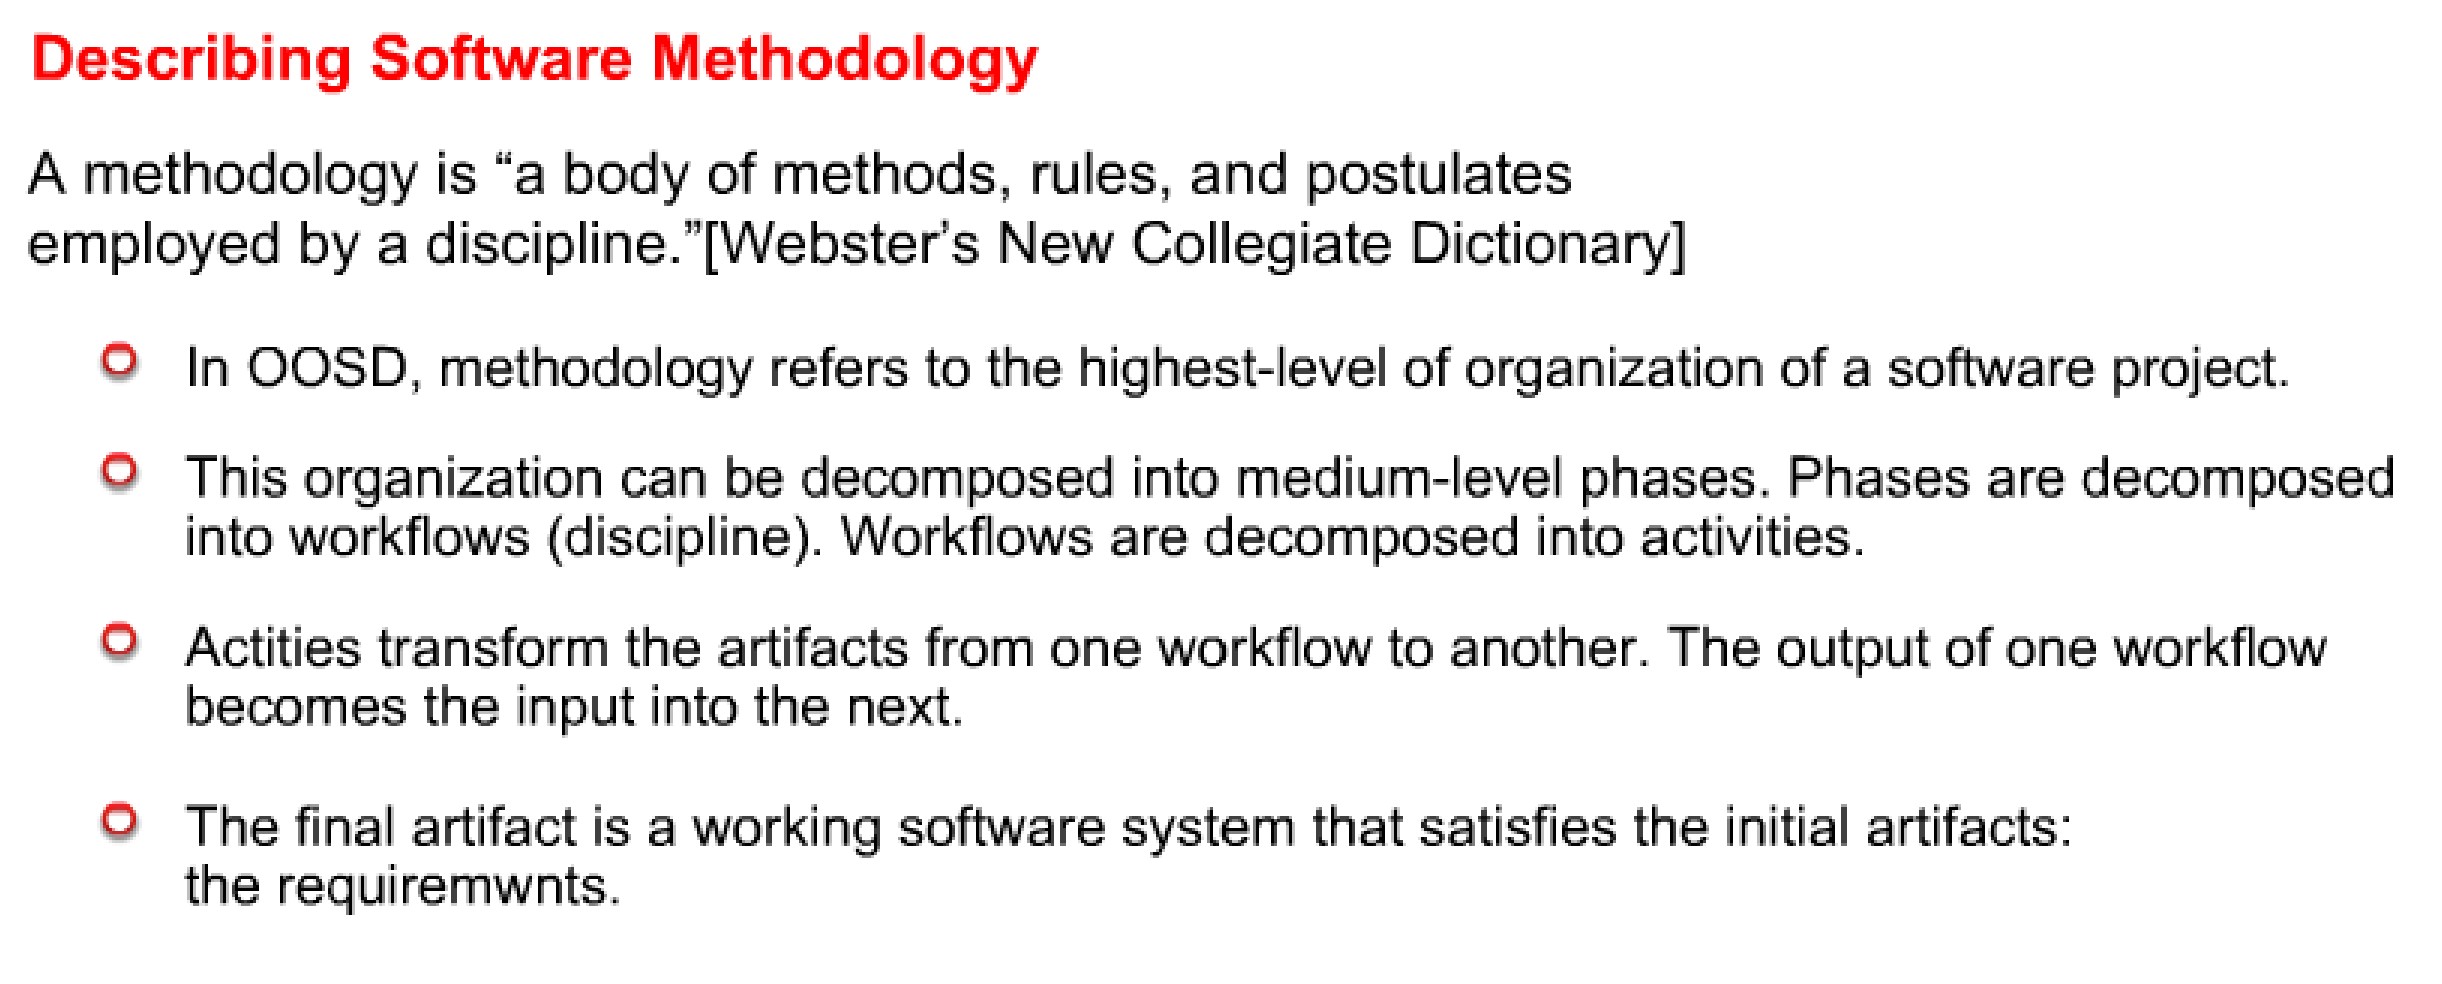 Describing Software Methodology
A methodology is “a body of methods, rules, and postulates
employed by a discipline.”[Webster’s New Collegiate Dictionary]
In OOSD, methodology refers to the highest-level of organization of a software project.
This organization can be decomposed into medium-level phases. Phases are decomposed
into workflows (discipline). Workflows are decomposed into activities.
Actities transform the artifacts from one workflow to another. The output of one workflow
becomes the input into the next.
The final artifact is a working software system that satisfies the initial artifacts:
the requiremwnts.